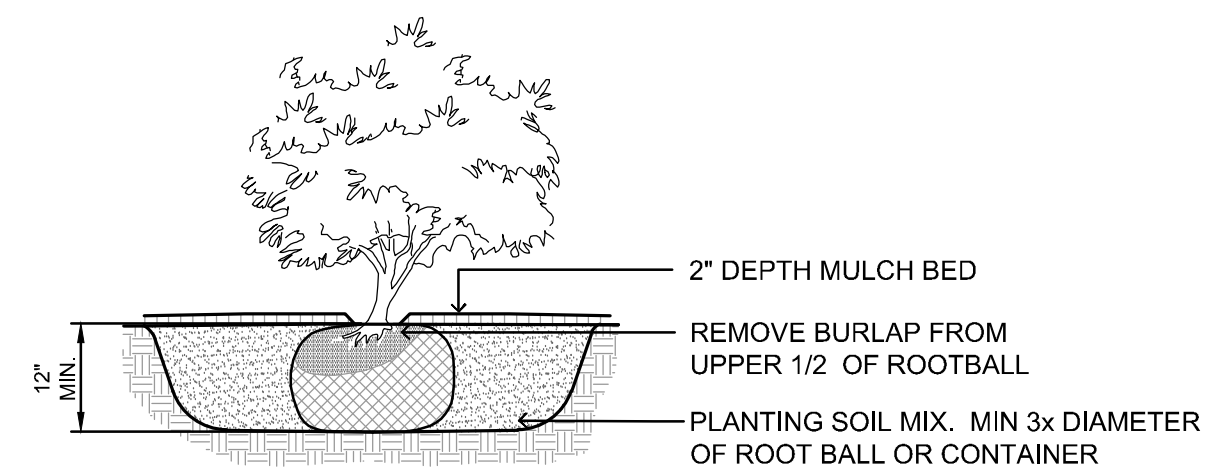 2" DEPTH MULCH BED
REMOVE BURLAP FROM
UPPER 1/2 OF ROOTBALL
12"
MIN.
PLANTING SOIL MIX. MIN 3x DIAMETER
OF ROOT BALL OR CONTAINER